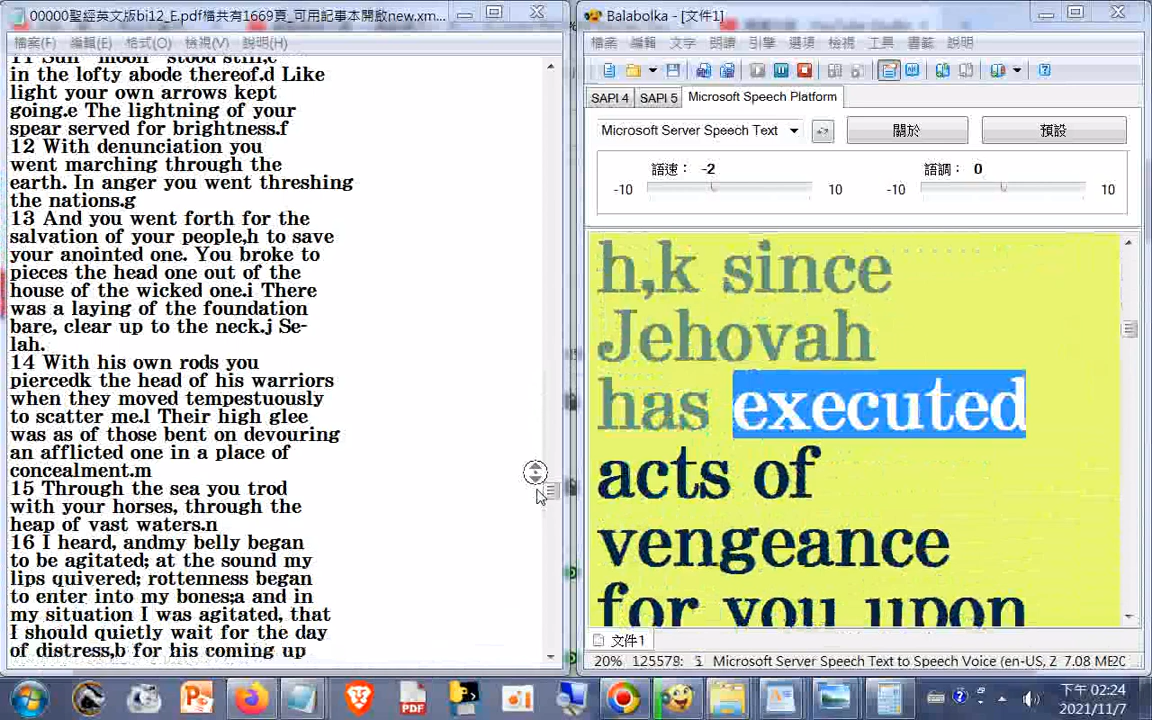 00000聖經英文版bi12_E.pdf檔共有1669頁_可用記事本開啟new.xm...
檔案(F) 編輯(E) 格式(O) 檢視(V) 說明(H)
11 Sun moon stood still,c
in the lofty abode thereof.d Like
light your own arrows kept
going.e The lightning of your
spear served for brightness.f
12 With denunciation you
went marching through the
earth. In anger you went threshing
the nations.g
13 And you went forth for the
salvation of your people,h to save
your anointed one. You broke to
pieces the head one out of the
house of the wicked one.i There
was a laying of the foundation
bare, clear up to the neck.j Se-
lah.
14 With his own rods you
piercedk the head of his warriors
when they moved tempestuously
to scatter me.l Their high glee
was as of those bent on devouring
an afflicted one in a place of
concealment.m
15 Through the sea you trod
with your horses, through the
heap of vast waters.n
16 I heard, andmy belly began
to be agitated; at the sound my
lips quivered; rottenness began
to enter into my bones;a and in
my situation I was agitated, that
I should quietly wait for the day
of distress,b for his coming up
Balabolka - [文件1]
檔案 編輯 文字 朗讀 引擎 選項 檢視 工具 書籤 說明
SAPI 4 SAPI 5 Microsoft Speech Platform
Microsoft Server Speech Text 關於 預設
語速： -2 語調： 0
-10 10 -10 10
h,k since
Jehovah
has executed
acts of
vengeance
for you upon
文件1
20% 125578: 1 Microsoft Server Speech Text to Speech Voice (en-US, Z 7.08 ME20
PDF
下午 02:24
2021/11/7